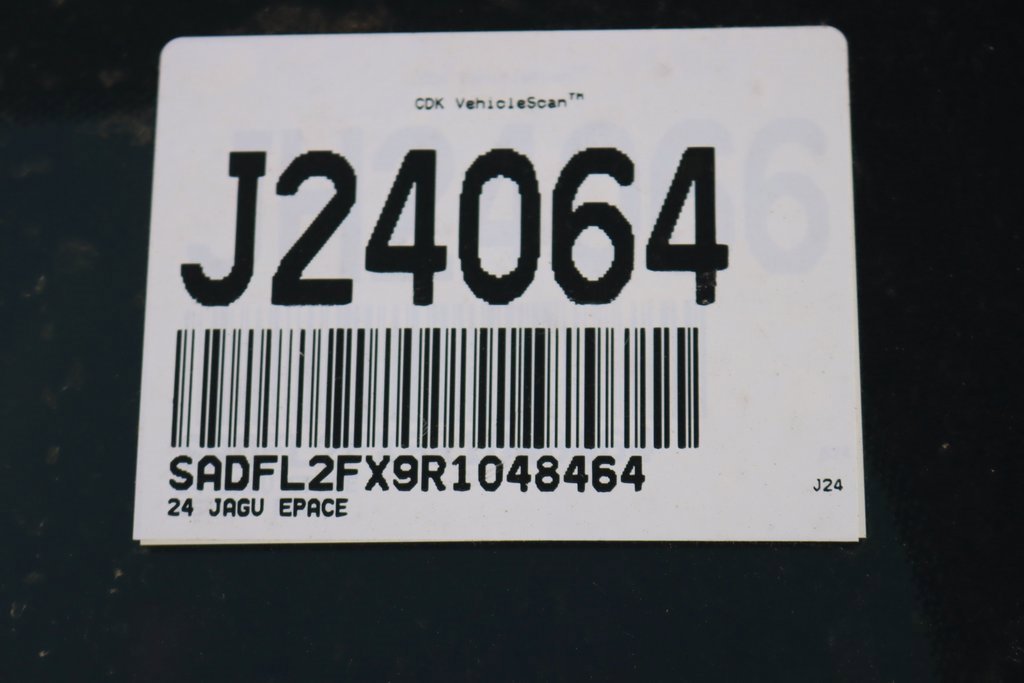 CDK VehicleScan™
J24064
SADFL2FX9R1048464
24 JAGU EPACE
J24